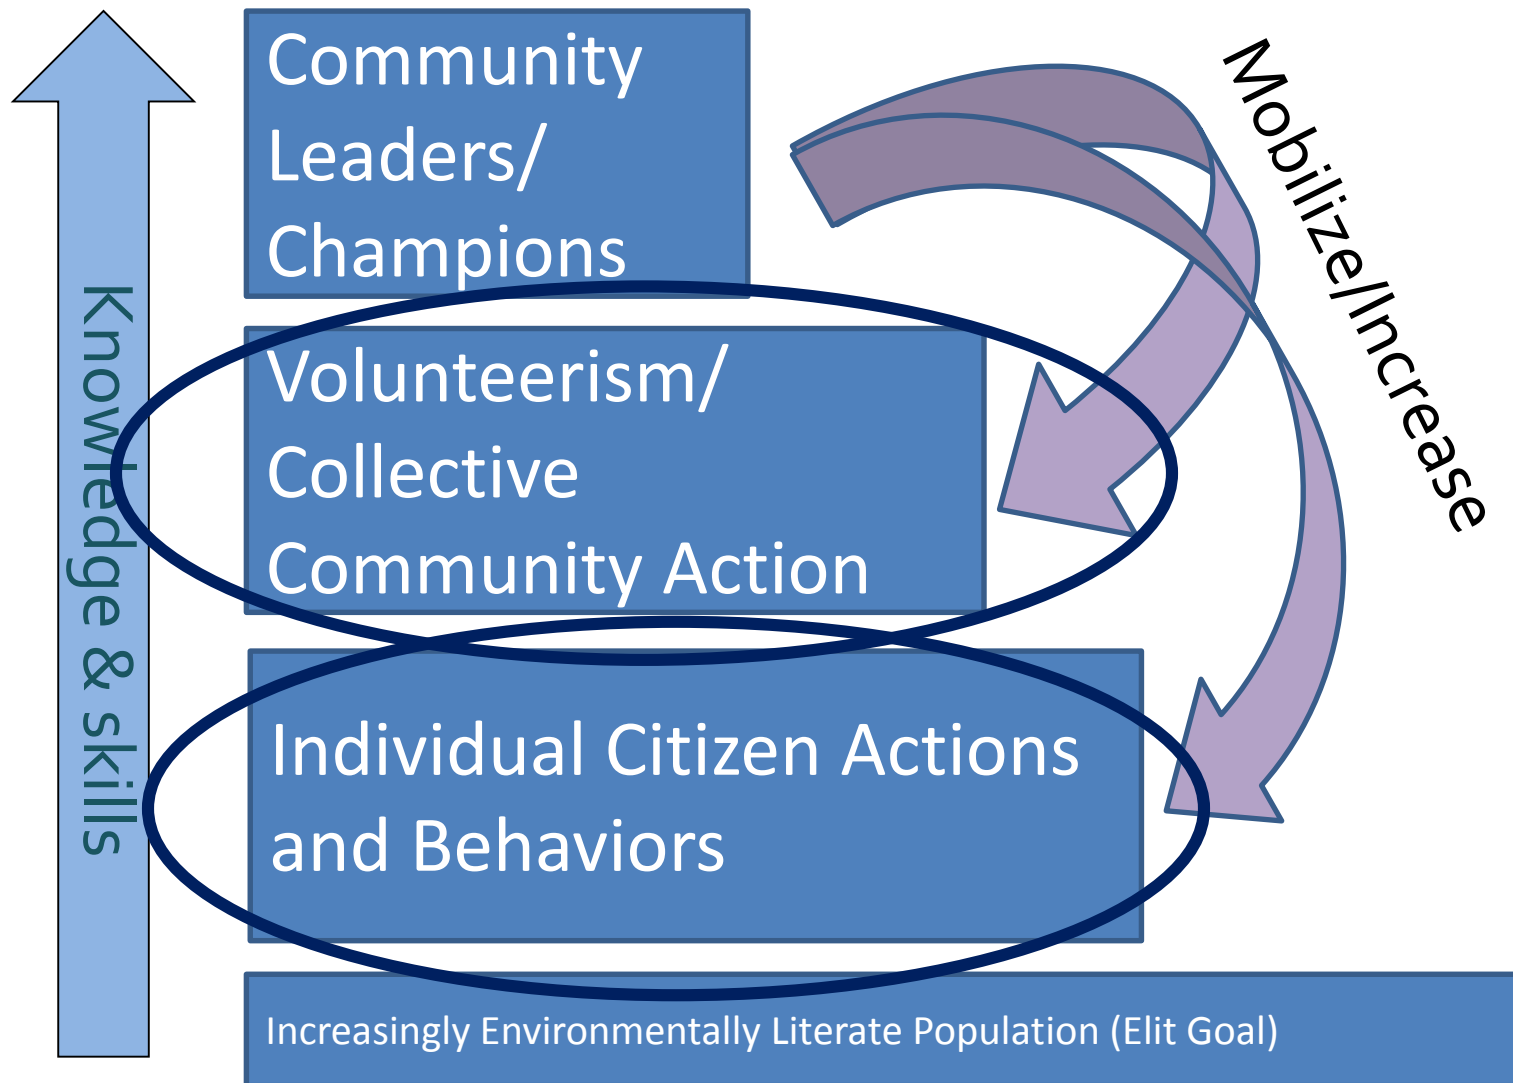 Community
Leaders/
Champions
Volunteerism/
Collective
Community Action
Individual Citizen Actions
and Behaviors
Increasingly Environmentally Literate Population (Elit Goal)
Knowledge & skills
Mobilize/Increase